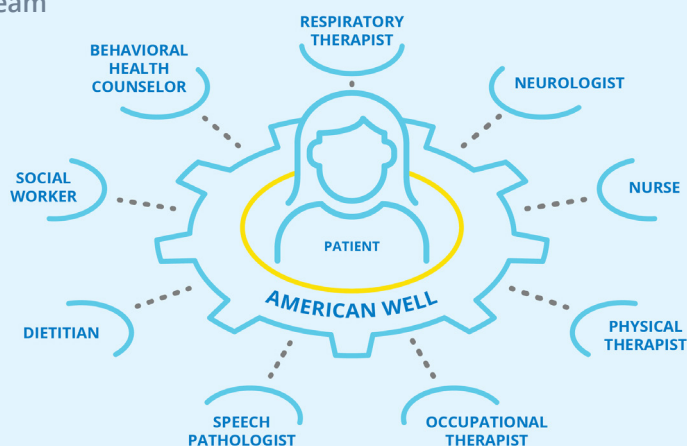 RESPIRATORY
THERAPIST
BEHAVIORAL
HEALTH
COUNSELOR
NEUROLOGIST
SOCIAL
WORKER
NURSE
PATIENT
AMERICAN WELL
DIETITIAN
PHYSICAL
THERAPIST
SPEECH
PATHOLOGIST
OCCUPATIONAL
THERAPIST